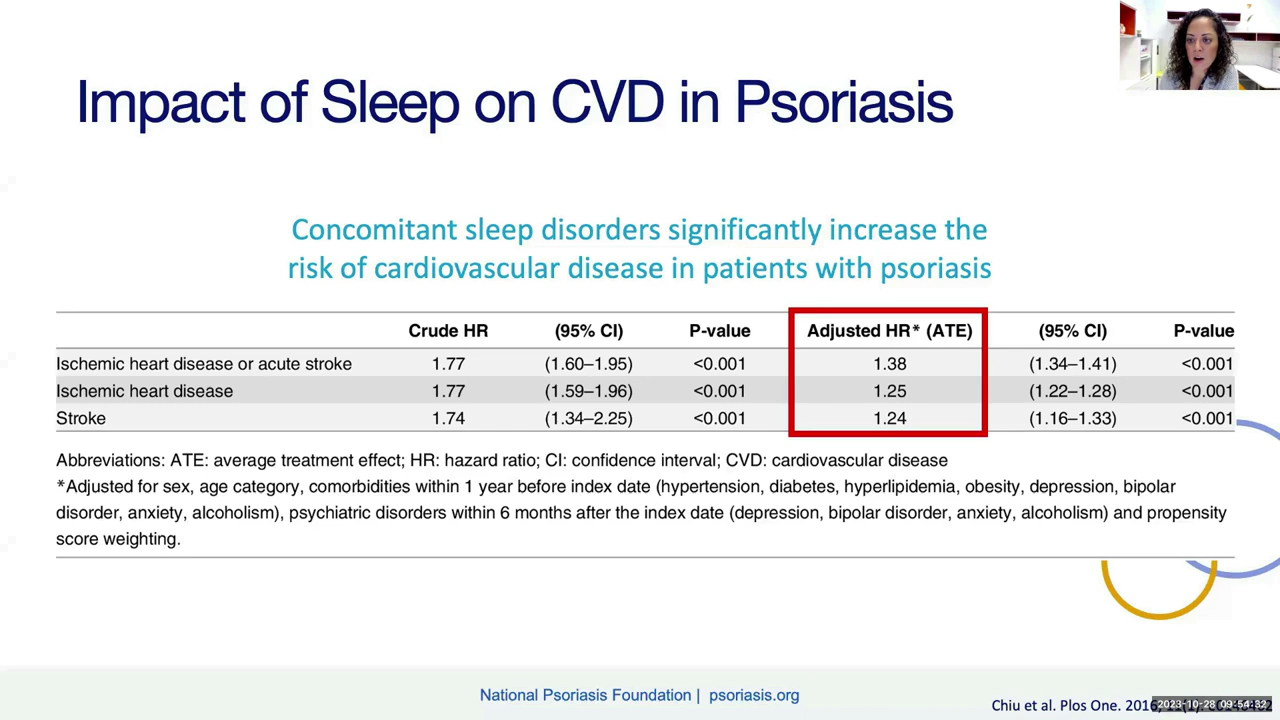 Impact of Sleep on CVD in Psoriasis
Concomitant sleep disorders significantly increase the
risk of cardiovascular disease in patients with psoriasis
Crude HR (95% CI) P-value Adjusted HR* (ATE) (95% CI) P-value
Ischemic heart disease or acute stroke 1.77 (1.60–1.95) <0.001 1.38 (1.34–1.41) <0.001
Ischemic heart disease 1.77 (1.59–1.96) <0.001 1.25 (1.22–1.28) <0.001
Stroke 1.74 (1.34–2.25) <0.001 1.24 (1.16–1.33) <0.001
Abbreviations: ATE: average treatment effect; HR: hazard ratio; CI: confidence interval; CVD: cardiovascular disease
*Adjusted for sex, age category, comorbidities within 1 year before index date (hypertension, diabetes, hyperlipidemia, obesity, depression, bipolar
disorder, anxiety, alcoholism), psychiatric disorders within 6 months after the index date (depression, bipolar disorder, anxiety, alcoholism) and propensity
score weighting.
National Psoriasis Foundation | psoriasis.org
Chiu et al. Plos One. 2016
2023-10-28 09:54:32